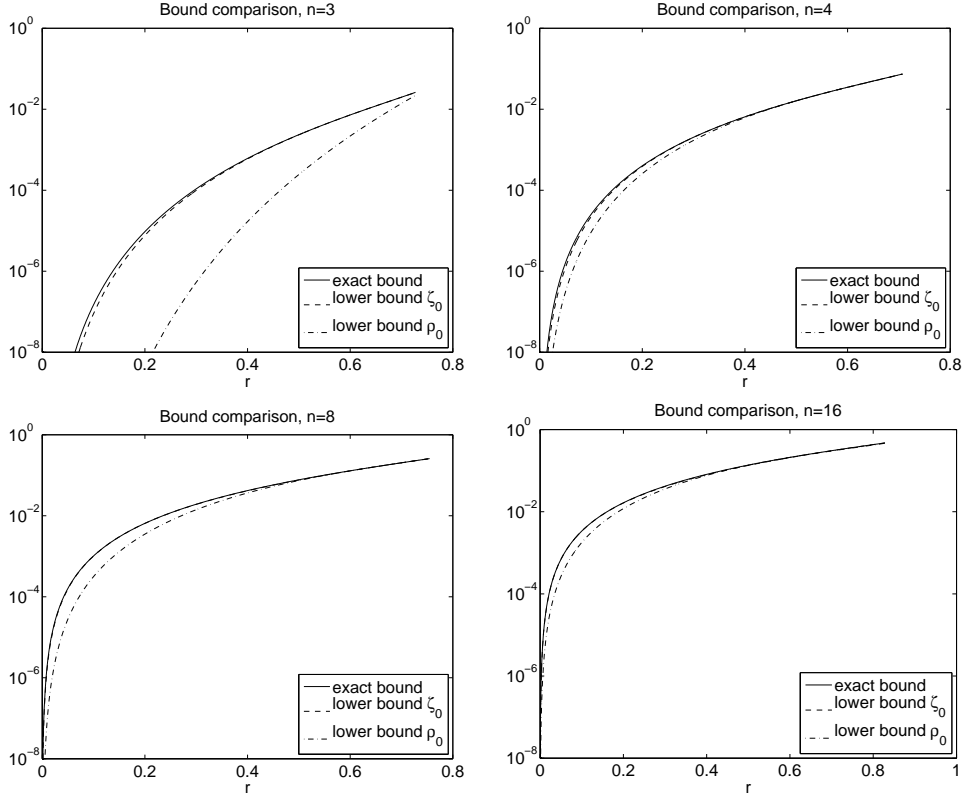 Bound comparison, n=3
10^0
10^-2
10^-4
10^-6
10^-8
0 0.2 0.4 0.6 0.8
r
exact bound
lower bound ζ_0
lower bound ρ_0
Bound comparison, n=4
10^0
10^-2
10^-4
10^-6
10^-8
0 0.2 0.4 0.6 0.8
r
exact bound
lower bound ζ_0
lower bound ρ_0
Bound comparison, n=8
10^0
10^-2
10^-4
10^-6
10^-8
0 0.2 0.4 0.6 0.8
r
exact bound
lower bound ζ_0
lower bound ρ_0
Bound comparison, n=16
10^0
10^-2
10^-4
10^-6
10^-8
0 0.2 0.4 0.6 0.8 1
r
exact bound
lower bound ζ_0
lower bound ρ_0